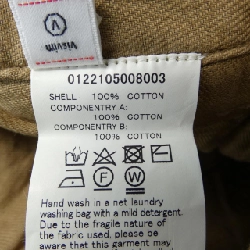 0122105008003
SHELL 100% COTTON
COMPONENTRY A:
100% COTTON
COMPONENTRY B:
100% COTTON
P F W
Hand wash in a net laundry
washing bag with a mild detergent.
Due to the fragile nature of
the fabric used, please be
aware that this garment may